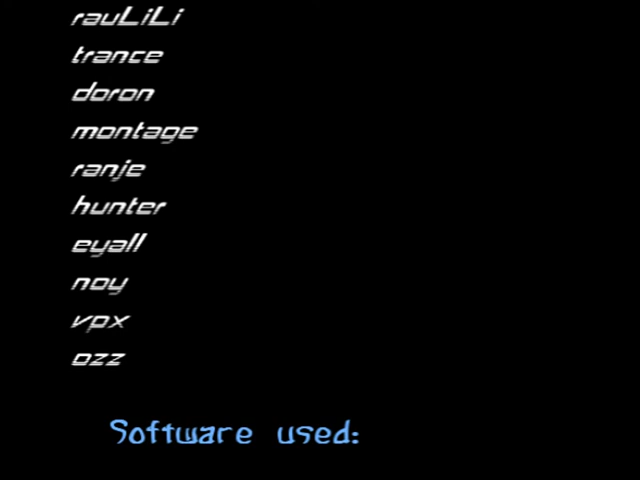 rauLiLi
trance
doron
montage
ranje
hunter
eyall
noy
vpx
ozz
Software used: